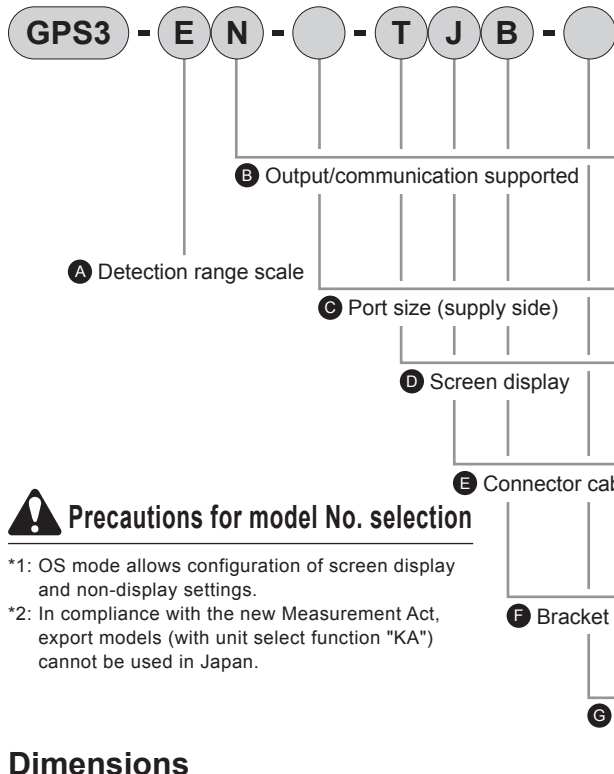 GPS3 - E N - - T J B -
B Output/communication supported
A Detection range scale
C Port size (supply side)
D Screen display
E Connector cab
Precautions for model No. selection
*1: OS mode allows configuration of screen display
and non-display settings.
*2: In compliance with the new Measurement Act,
export models (with unit select function "KA")
cannot be used in Japan.
F Bracket
G
Dimensions